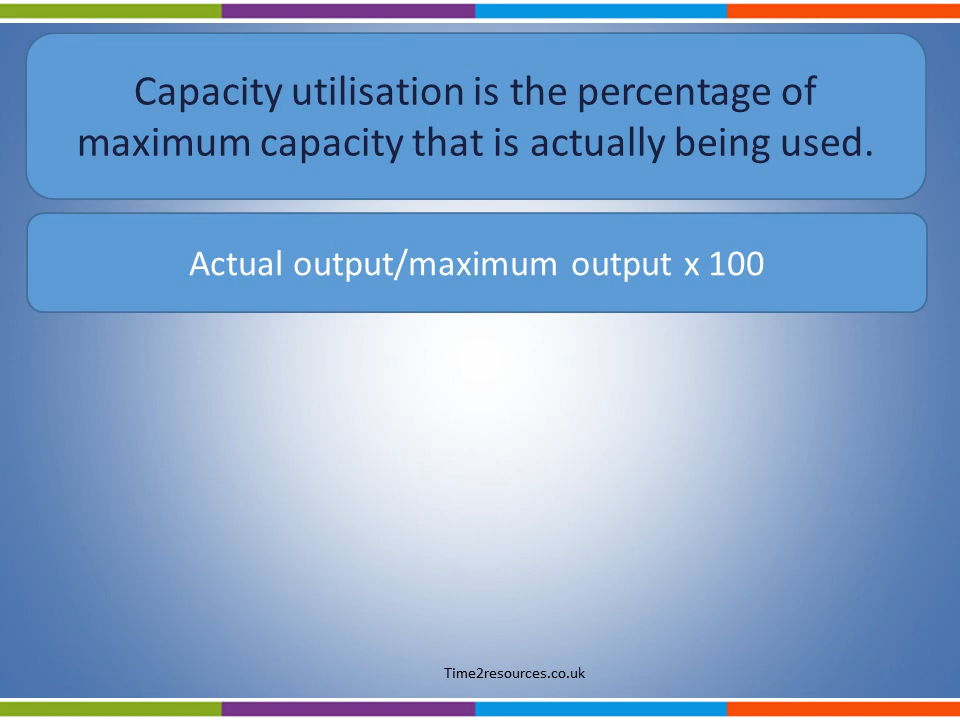 Capacity utilisation is the percentage of
maximum capacity that is actually being used.
Actual output/maximum output x 100
Time2resources.co.uk